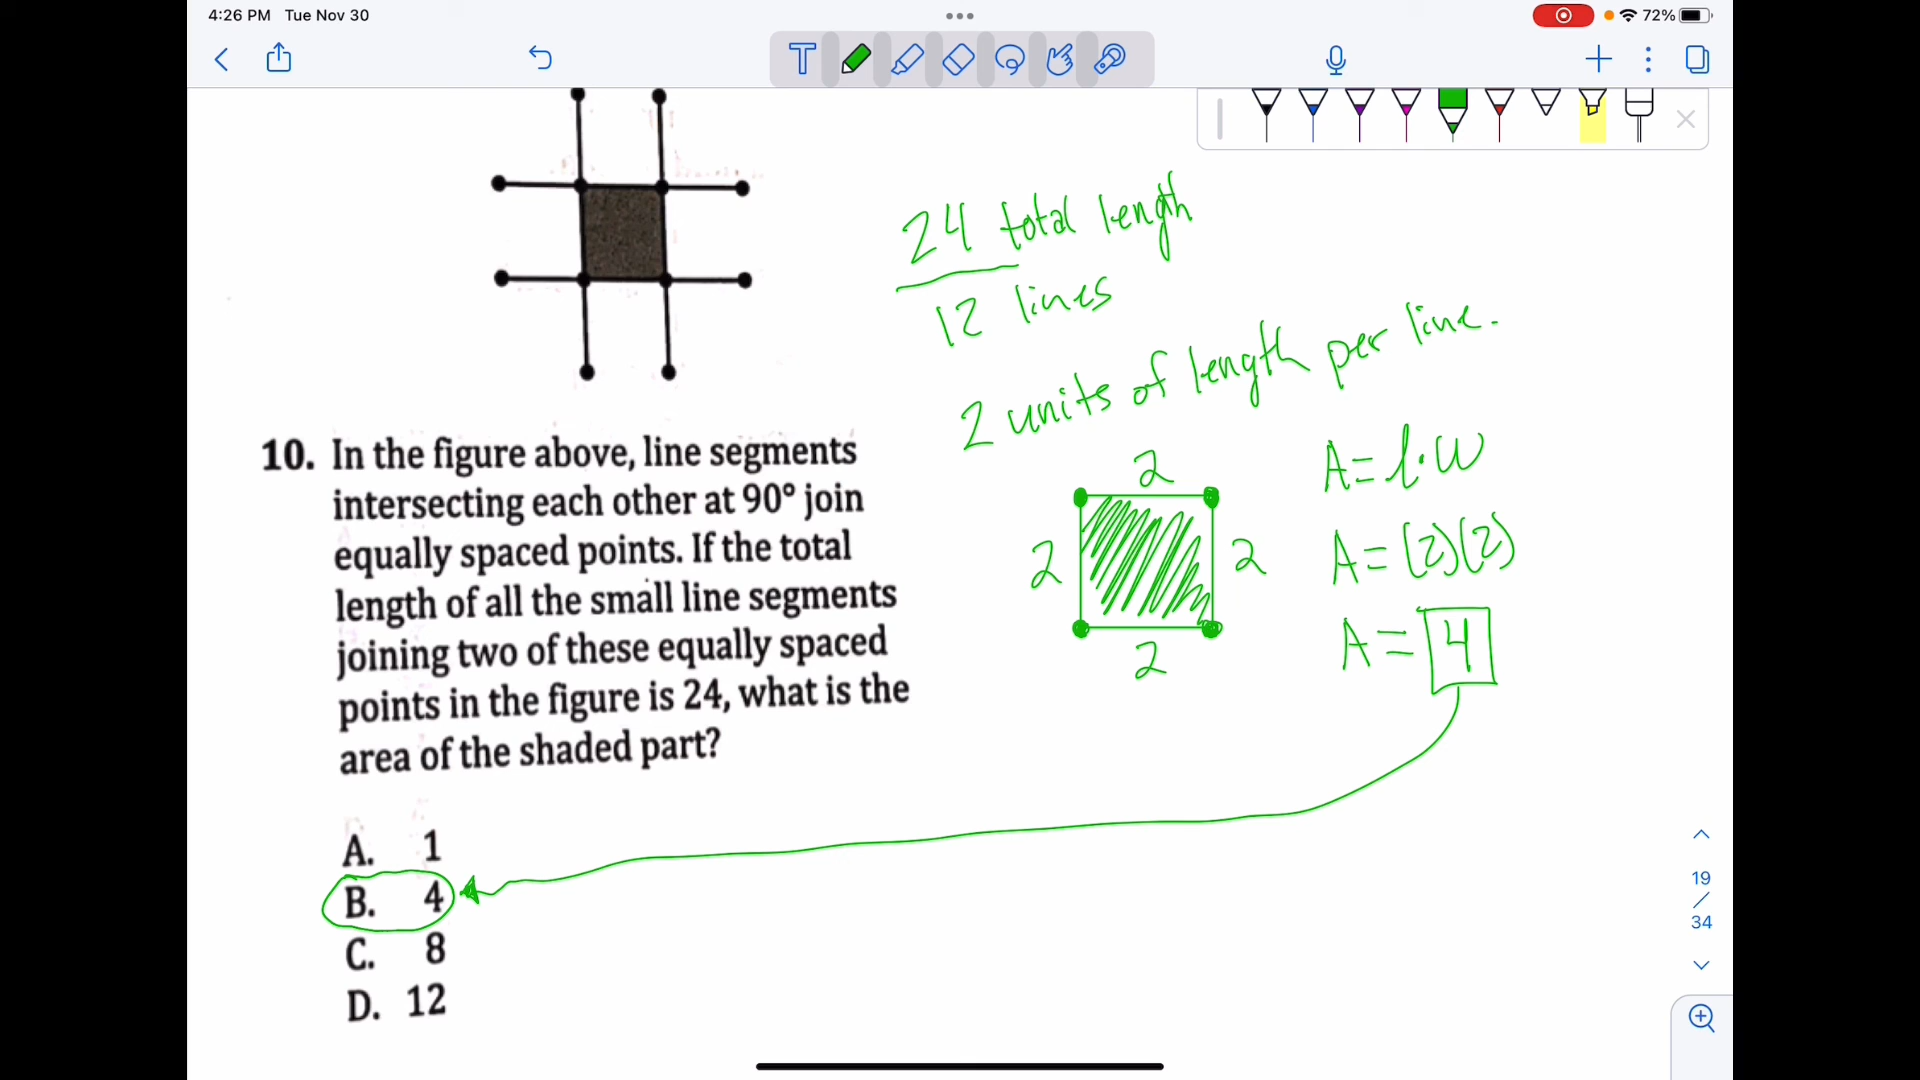 4:26 PM Tue Nov 30
72%
T
24 total length
12 lines
2 units of length per line.
10. In the figure above, line segments
intersecting each other at 90° join
equally spaced points. If the total
length of all the small line segments
joining two of these equally spaced
points in the figure is 24, what is the
area of the shaded part?
A. 1
B. 4
C. 8
D. 12
2
2
2
2
A = l·w
A = (2)(2)
A = 4
19
/
34